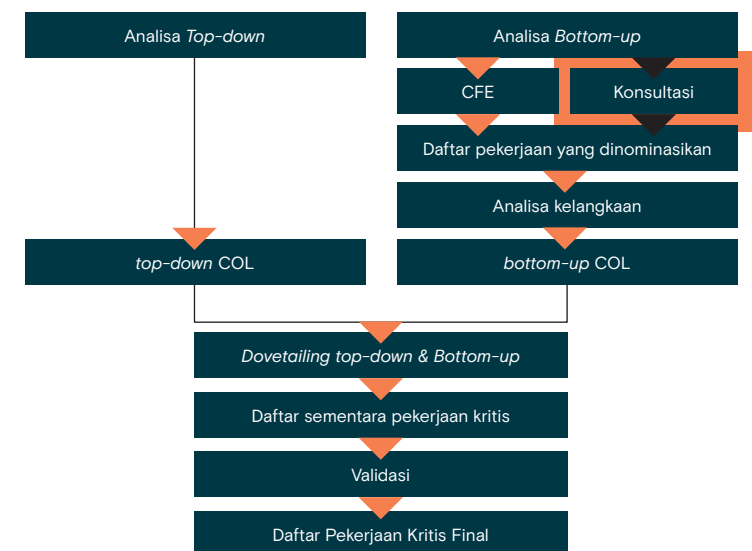 Analisa Top-down
Analisa Bottom-up
CFE
Konsultasi
Daftar pekerjaan yang dinominasikan
Analisa kelangkaan
top-down COL
bottom-up COL
Dovetailing top-down & Bottom-up
Daftar sementara pekerjaan kritis
Validasi
Daftar Pekerjaan Kritis Final